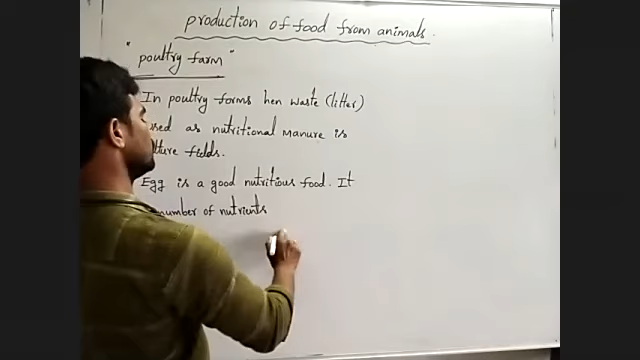 production of food from animals.
"poultry farm"
In poultry forms hen waste (litter)
used as nutritional manure is
fields.
Egg is a good nutritious food. It
number of nutrients